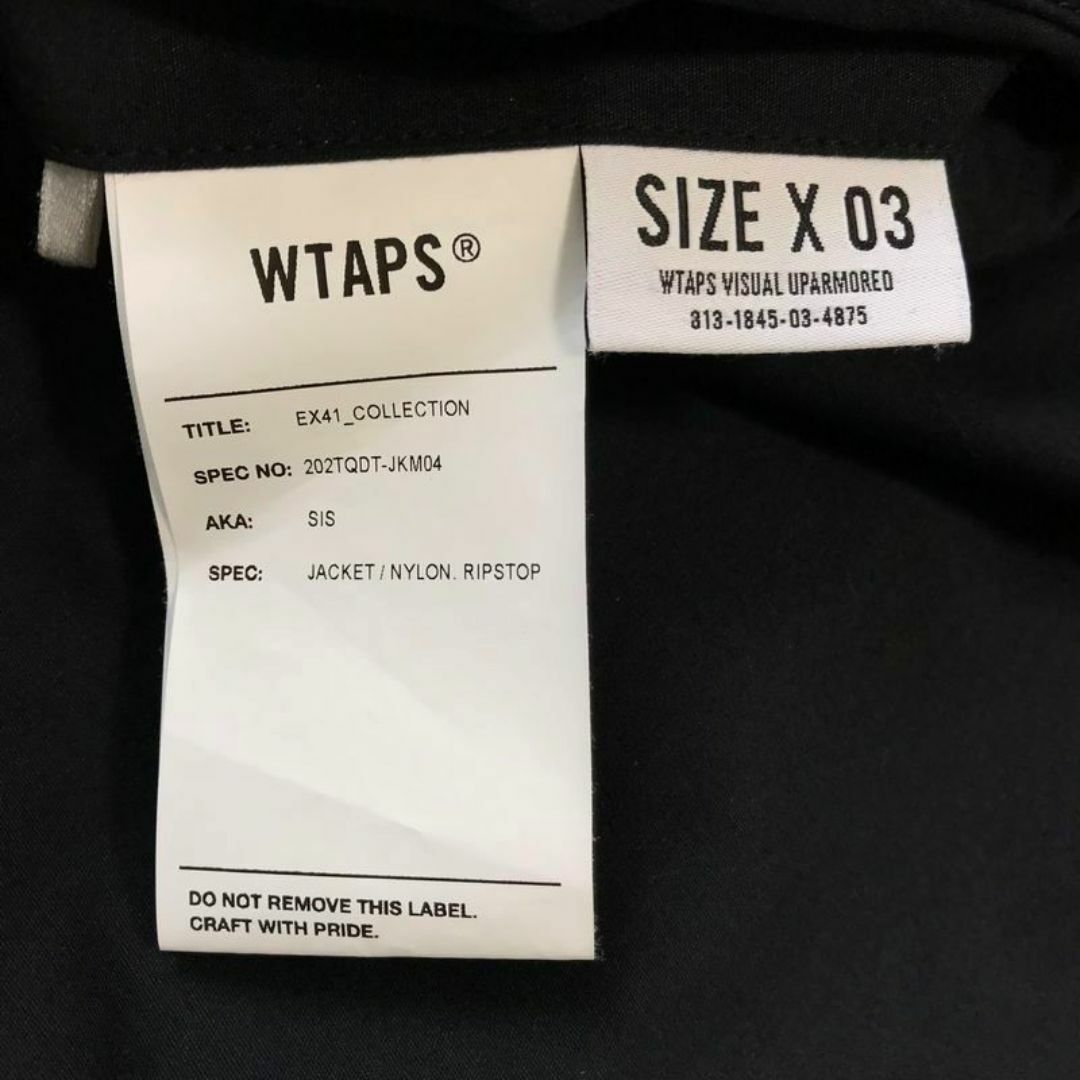 WTAPS®
TITLE: EX41_COLLECTION
SPEC NO: 202TQDT-JKM04
AKA: SIS
SPEC: JACKET / NYLON. RIPSTOP
DO NOT REMOVE THIS LABEL.
CRAFT WITH PRIDE.
SIZE X 03
WTAPS VISUAL UPARMORED
313-1845-03-4875